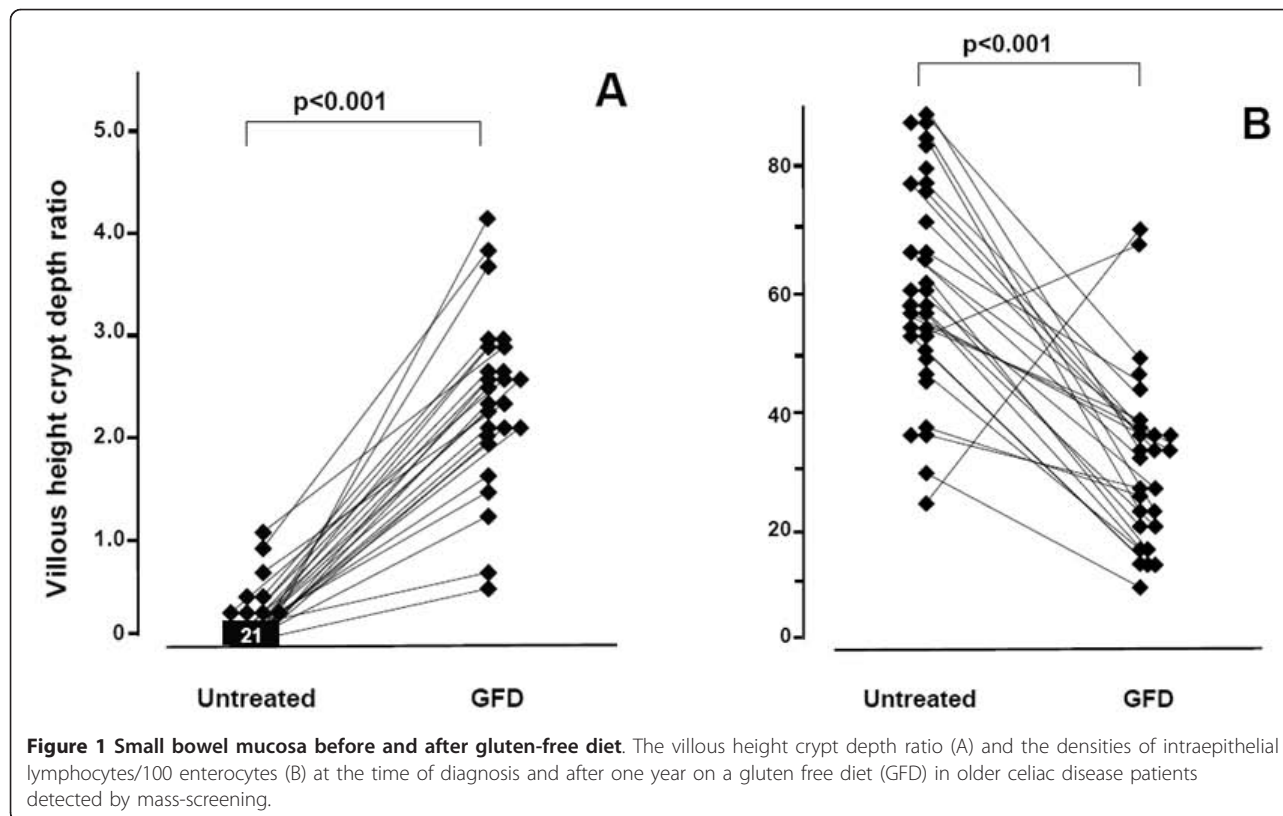 p<0.001
A
5.0
4.0
3.0
2.0
1.0
0
Villous height crypt depth ratio
21
Untreated GFD
p<0.001
B
80
60
40
20
0
Untreated GFD
Figure 1 Small bowel mucosa before and after gluten-free diet. The villous height crypt depth ratio (A) and the densities of intraepithelial
lymphocytes/100 enterocytes (B) at the time of diagnosis and after one year on a gluten free diet (GFD) in older celiac disease patients
detected by mass-screening.